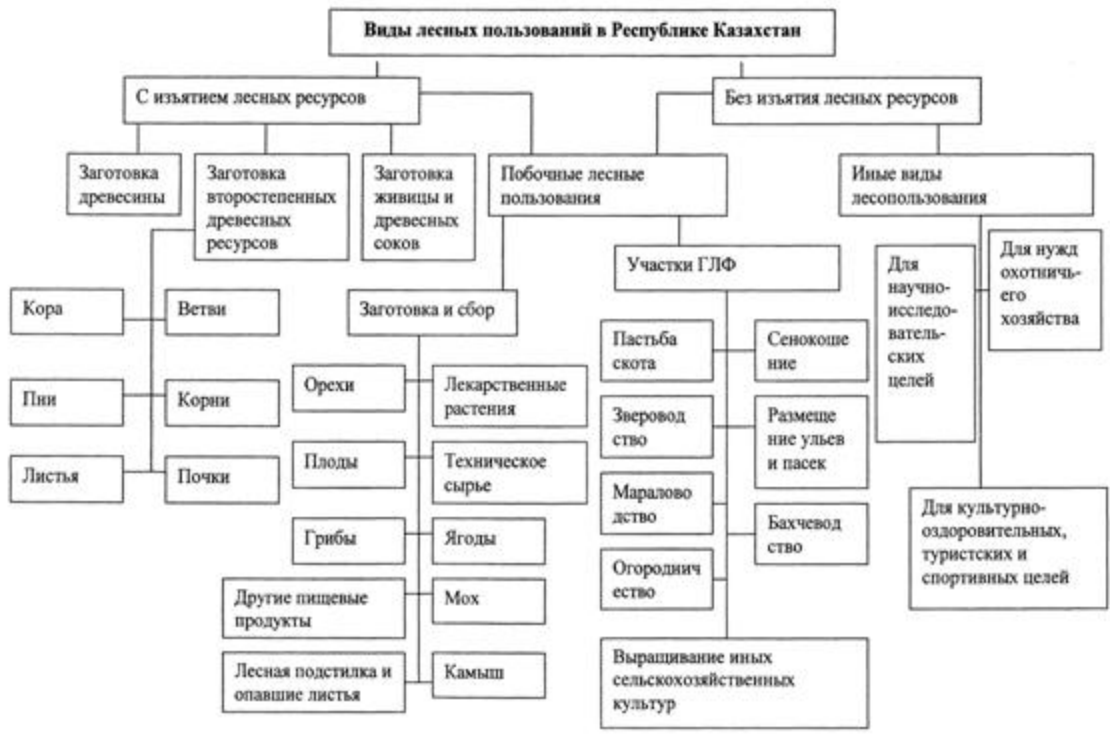 Виды лесных пользований в Республике Казахстан
С изъятием лесных ресурсов
Без изъятия лесных ресурсов
Заготовка
древесины
Заготовка
второстепенных
древесных
ресурсов
Заготовка
живицы и
древесных
соков
Побочные лесные
пользования
Иные виды
лесопользования
Кора
Ветви
Пни
Корни
Листья
Почки
Заготовка и сбор
Орехи
Лекарственные
растения
Плоды
Техническое
сырье
Грибы
Ягоды
Другие пищевые
продукты
Мох
Лесная подстилка и
опавшие листья
Камыш
Участки ГЛФ
Пастьба
скота
Сенокоше
ние
Зверовод
ство
Размеще
ние ульев
и пасек
Маралово
дство
Бахчевод
ство
Огороднич
ество
Выращивание иных
сельскохозяйственных
культур
Для
научно-
исследо-
ватель-
ских
целей
Для нужд
охотничь-
его
хозяйства
Для культурно-
оздоровительных,
туристских и
спортивных целей